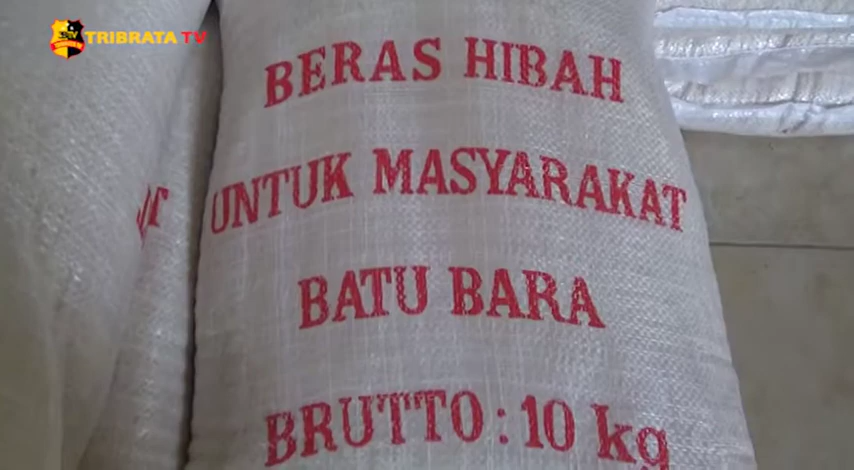 TRIBRATA TV
BERAS HIBAH
UNTUK MASYARAKAT
BATU BARA
BRUTTO : 10 kg